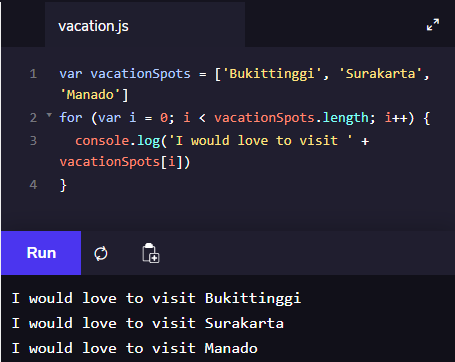 vacation.js
1 var vacationSpots = ['Bukittinggi', 'Surakarta',
'Manado']
2 for (var i = 0; i < vacationSpots.length; i++) {
3   console.log('I would love to visit ' +
vacationSpots[i])
4 }
Run
I would love to visit Bukittinggi
I would love to visit Surakarta
I would love to visit Manado